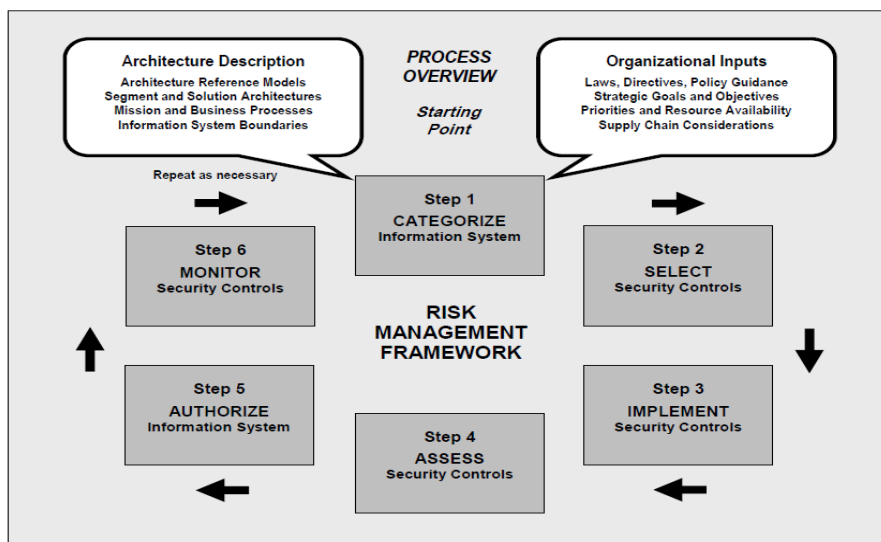 Architecture Description
Architecture Reference Models
Segment and Solution Architectures
Mission and Business Processes
Information System Boundaries
PROCESS
OVERVIEW
Starting
Point
Organizational Inputs
Laws, Directives, Policy Guidance
Strategic Goals and Objectives
Priorities and Resource Availability
Supply Chain Considerations
Repeat as necessary
Step 1
CATEGORIZE
Information System
Step 2
SELECT
Security Controls
Step 3
IMPLEMENT
Security Controls
Step 4
ASSESS
Security Controls
Step 5
AUTHORIZE
Information System
Step 6
MONITOR
Security Controls
RISK
MANAGEMENT
FRAMEWORK